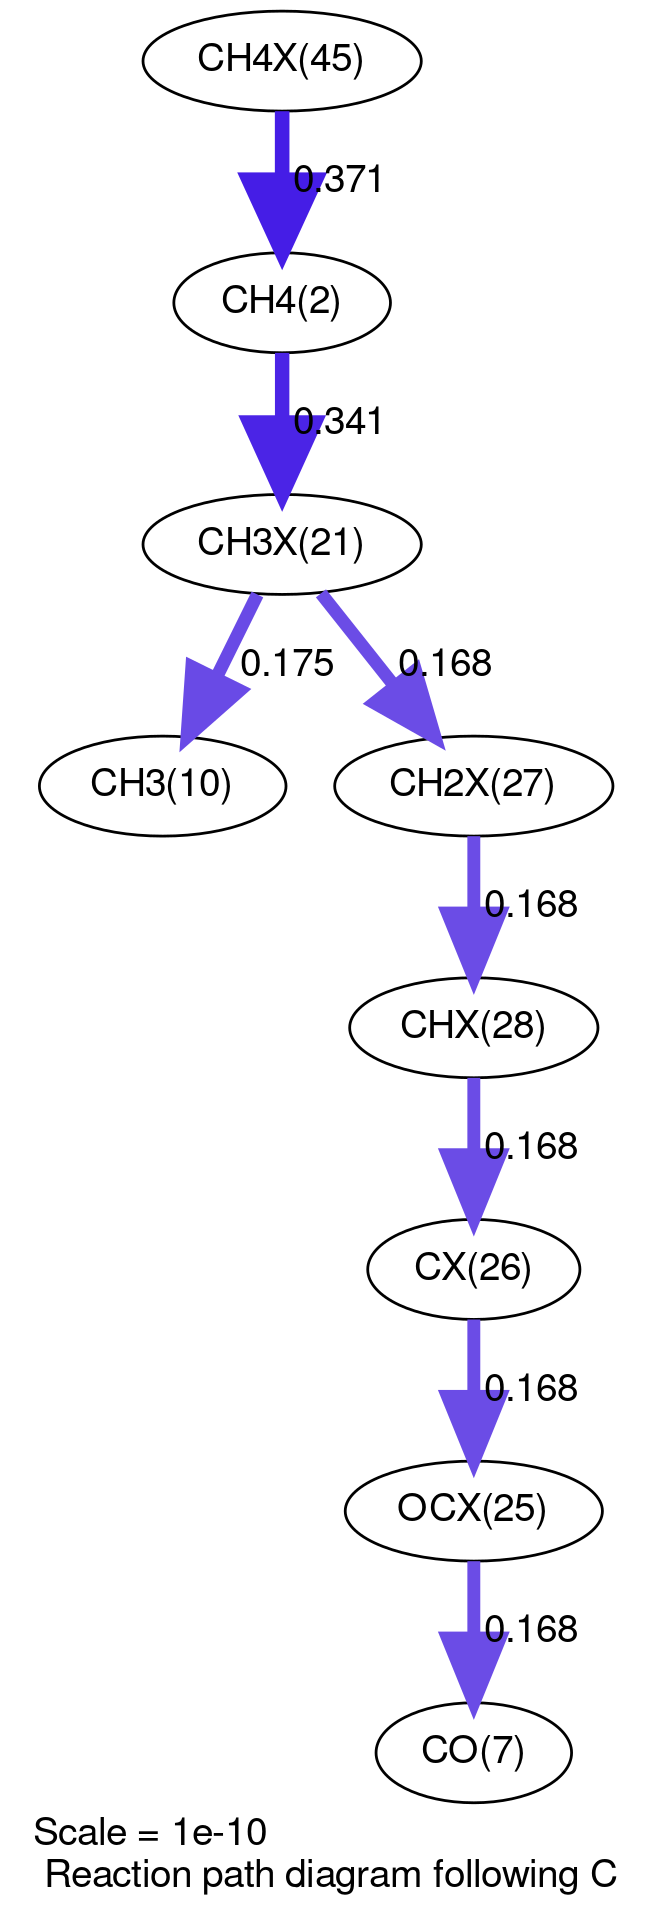 CH4X(45)
0.371
CH4(2)
0.341
CH3X(21)
0.175
0.168
CH3(10)
CH2X(27)
0.168
CHX(28)
0.168
CX(26)
0.168
OCX(25)
0.168
CO(7)
Scale = 1e-10
Reaction path diagram following C